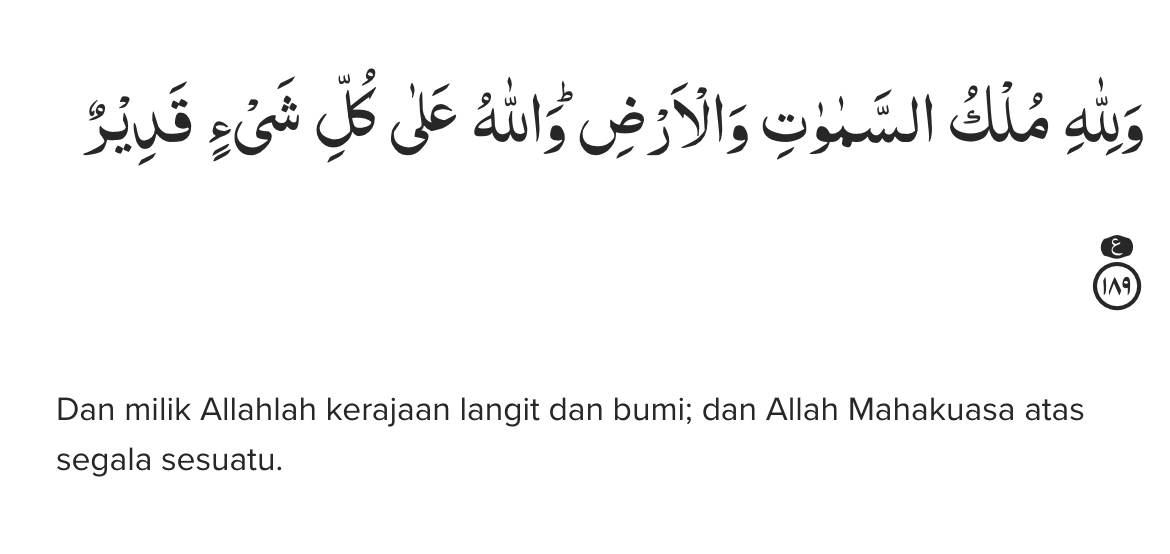 وَلِلّٰهِ مُلْكُ السَّمٰوٰتِ وَالْاَرْضِۗ وَاللّٰهُ عَلٰى كُلِّ شَيْءٍ قَدِيْرٌ
ع
١٨٩
Dan milik Allahlah kerajaan langit dan bumi; dan Allah Mahakuasa atas
segala sesuatu.